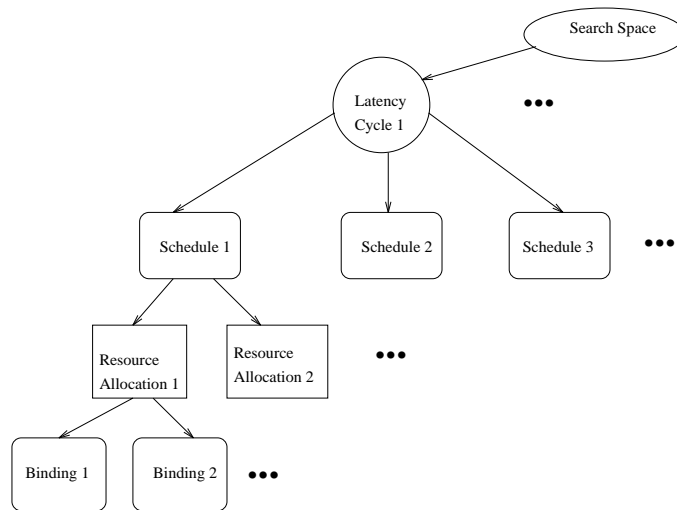 Search Space
Latency
Cycle 1
Schedule 1
Schedule 2
Schedule 3
Resource
Allocation 1
Resource
Allocation 2
Binding 1
Binding 2